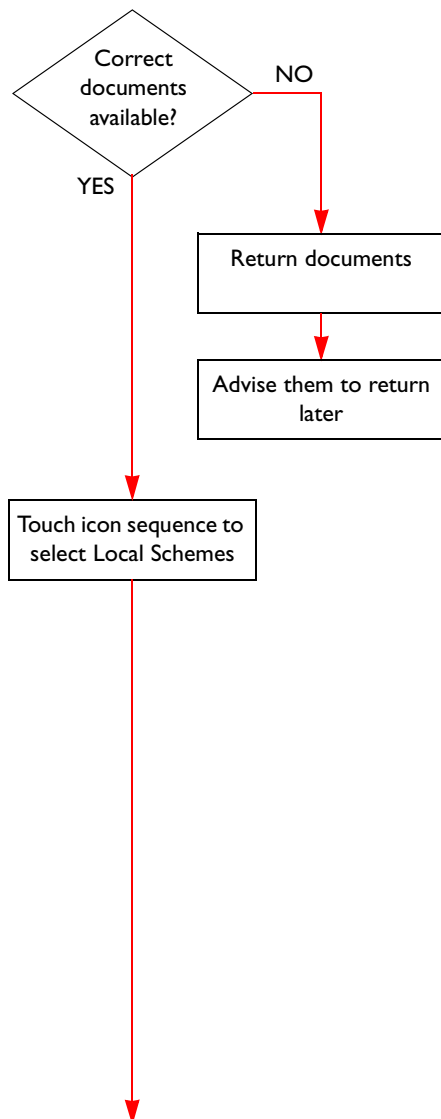 Correct
documents
available?
NO
YES
Return documents
Advise them to return
later
Touch icon sequence to
select Local Schemes